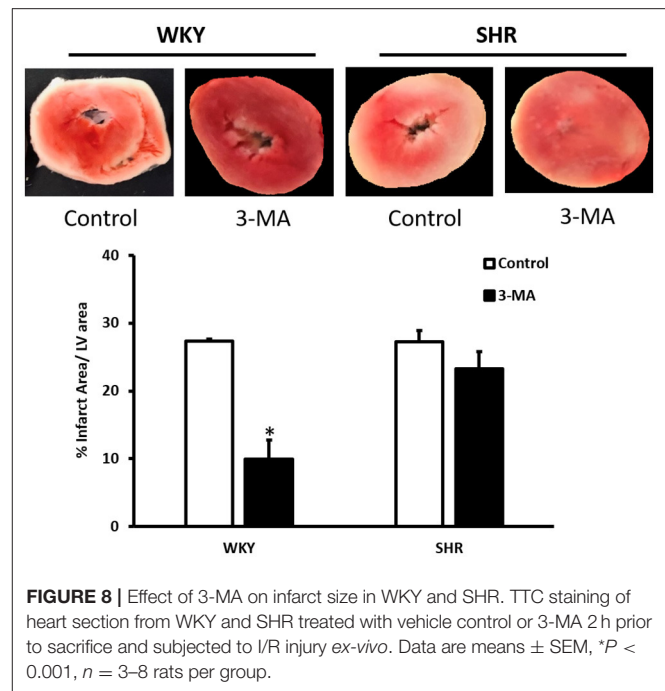 WKY SHR
Control 3-MA Control 3-MA
Control
3-MA
% Infarct Area/ LV area
40
30
20
10
0
*
WKY SHR
FIGURE 8 | Effect of 3-MA on infarct size in WKY and SHR. TTC staining of
heart section from WKY and SHR treated with vehicle control or 3-MA 2 h prior
to sacrifice and subjected to I/R injury ex-vivo. Data are means ± SEM, *P <
0.001, n = 3–8 rats per group.